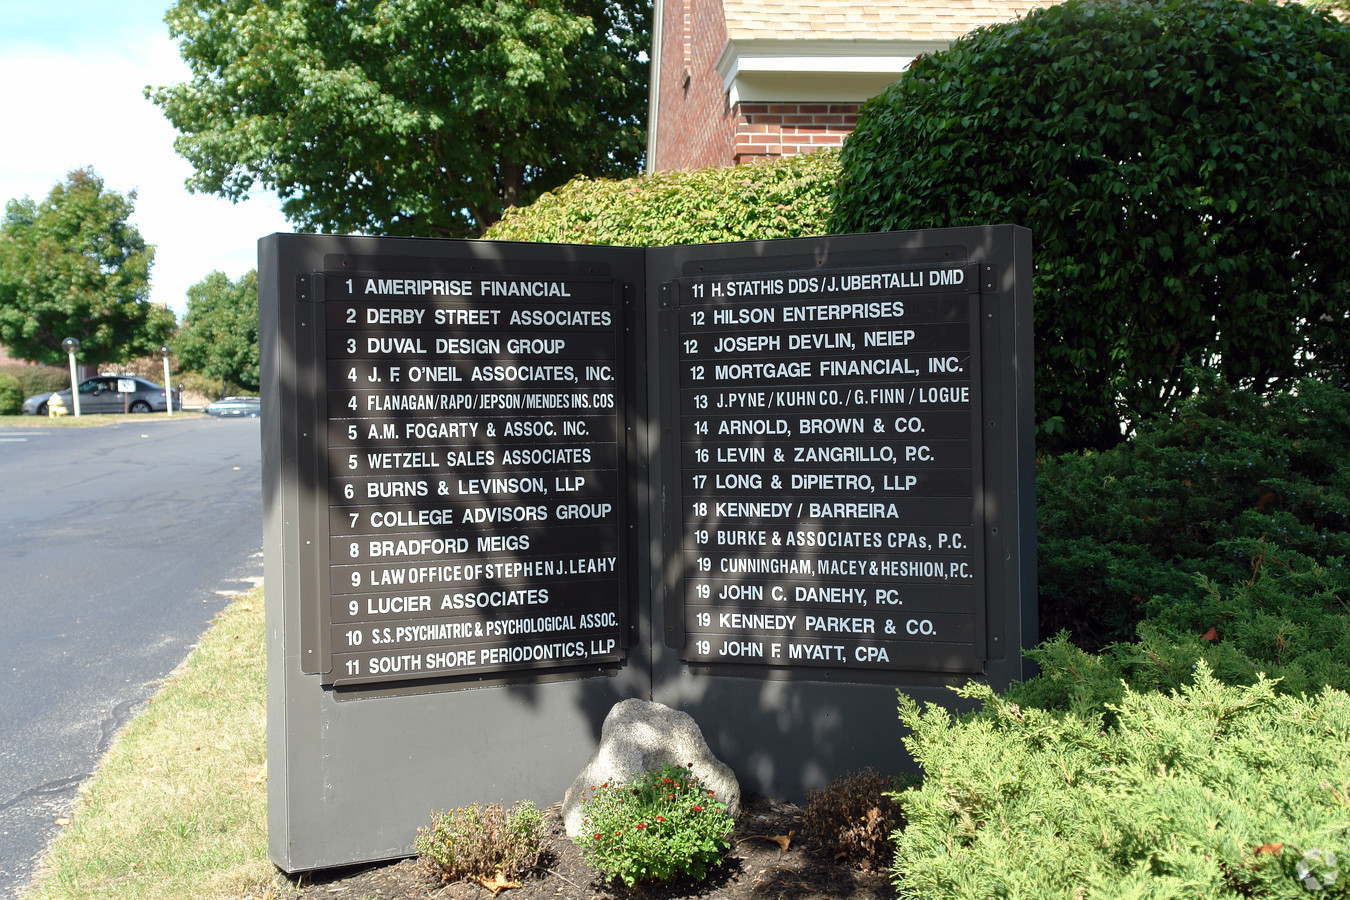 1 AMERIPRISE FINANCIAL
2 DERBY STREET ASSOCIATES
3 DUVAL DESIGN GROUP
4 J. F. O'NEIL ASSOCIATES, INC.
4 FLANAGAN/RAPO/JEPSON/MENDES INS. COS
5 A.M. FOGARTY & ASSOC. INC.
5 WETZELL SALES ASSOCIATES
6 BURNS & LEVINSON, LLP
7 COLLEGE ADVISORS GROUP
8 BRADFORD MEIGS
9 LAW OFFICE OF STEPHEN J. LEAHY
9 LUCIER ASSOCIATES
10 S.S. PSYCHIATRIC & PSYCHOLOGICAL ASSOC.
11 SOUTH SHORE PERIODONTICS, LLP
11 H. STATHIS DDS / J. UBERTALLI DMD
12 HILSON ENTERPRISES
12 JOSEPH DEVLIN, NEIEP
12 MORTGAGE FINANCIAL, INC.
13 J. PYNE / KUHN CO. / G. FINN / LOGUE
14 ARNOLD, BROWN & CO.
16 LEVIN & ZANGRILLO, P.C.
17 LONG & DiPIETRO, LLP
18 KENNEDY / BARREIRA
19 BURKE & ASSOCIATES CPAs, P.C.
19 CUNNINGHAM, MACEY & HESHION, P.C.
19 JOHN C. DANEHY, P.C.
19 KENNEDY PARKER & CO.
19 JOHN F. MYATT, CPA